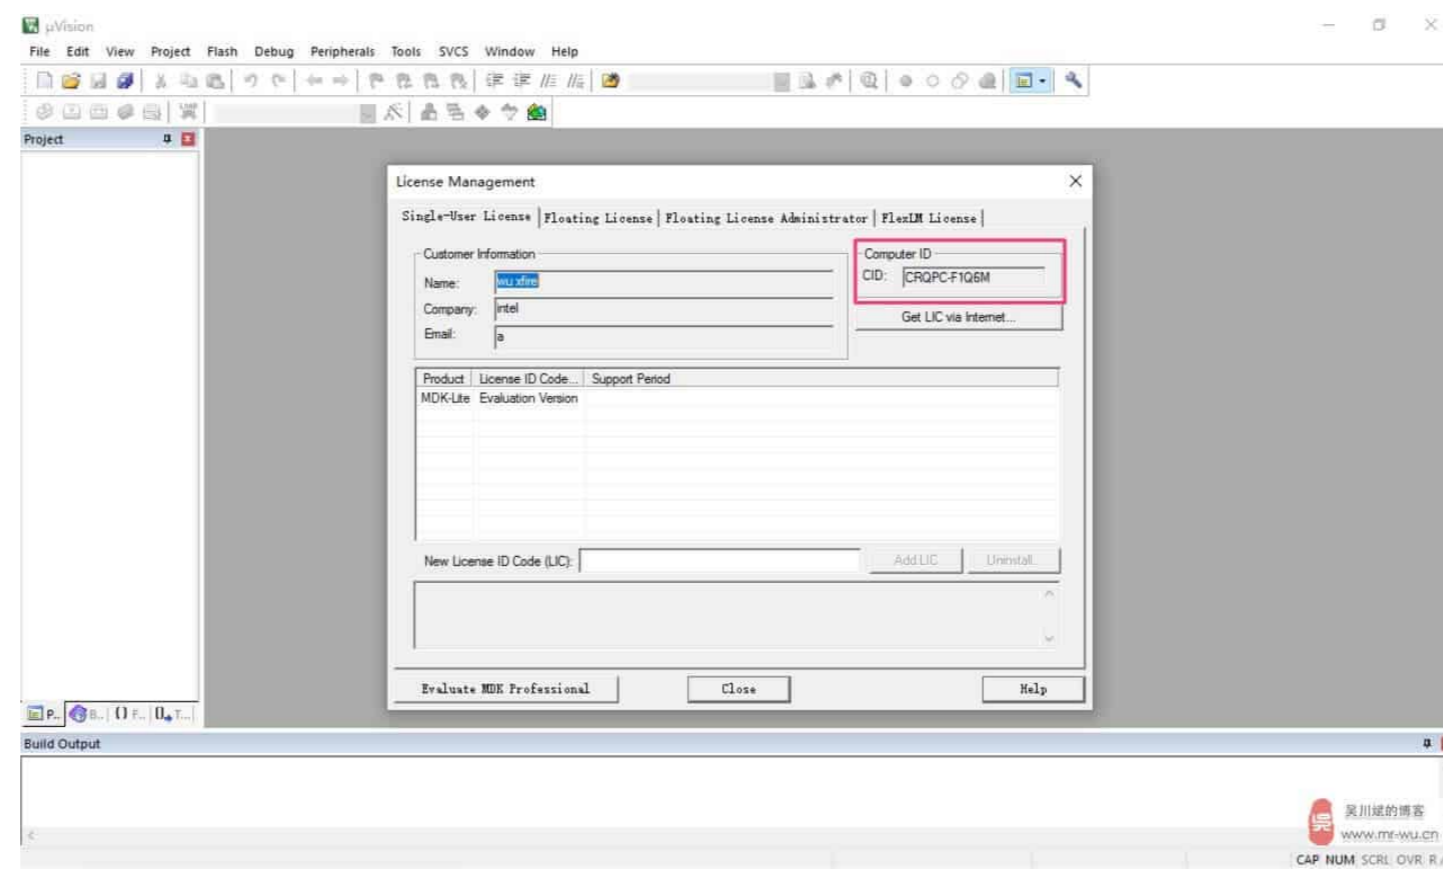 µVision
File Edit View Project Flash Debug Peripherals Tools SVCS Window Help
Project
License Management
Single-User License Floating License Floating License Administrator FlexLM License
Customer Information
Name: wu xfire
Company: intel
Email: a
Computer ID
CID: CRQPC-F1Q6M
Get LIC via Internet...
Product License ID Code... Support Period
MDK-Lite Evaluation Version
New License ID Code (LIC):
Add LIC Uninstall...
Evaluate MDK Professional Close Help
P... B... {} F... T...
Build Output
吴川斌的博客
www.mr-wu.cn
CAP NUM SCRL OVR R/